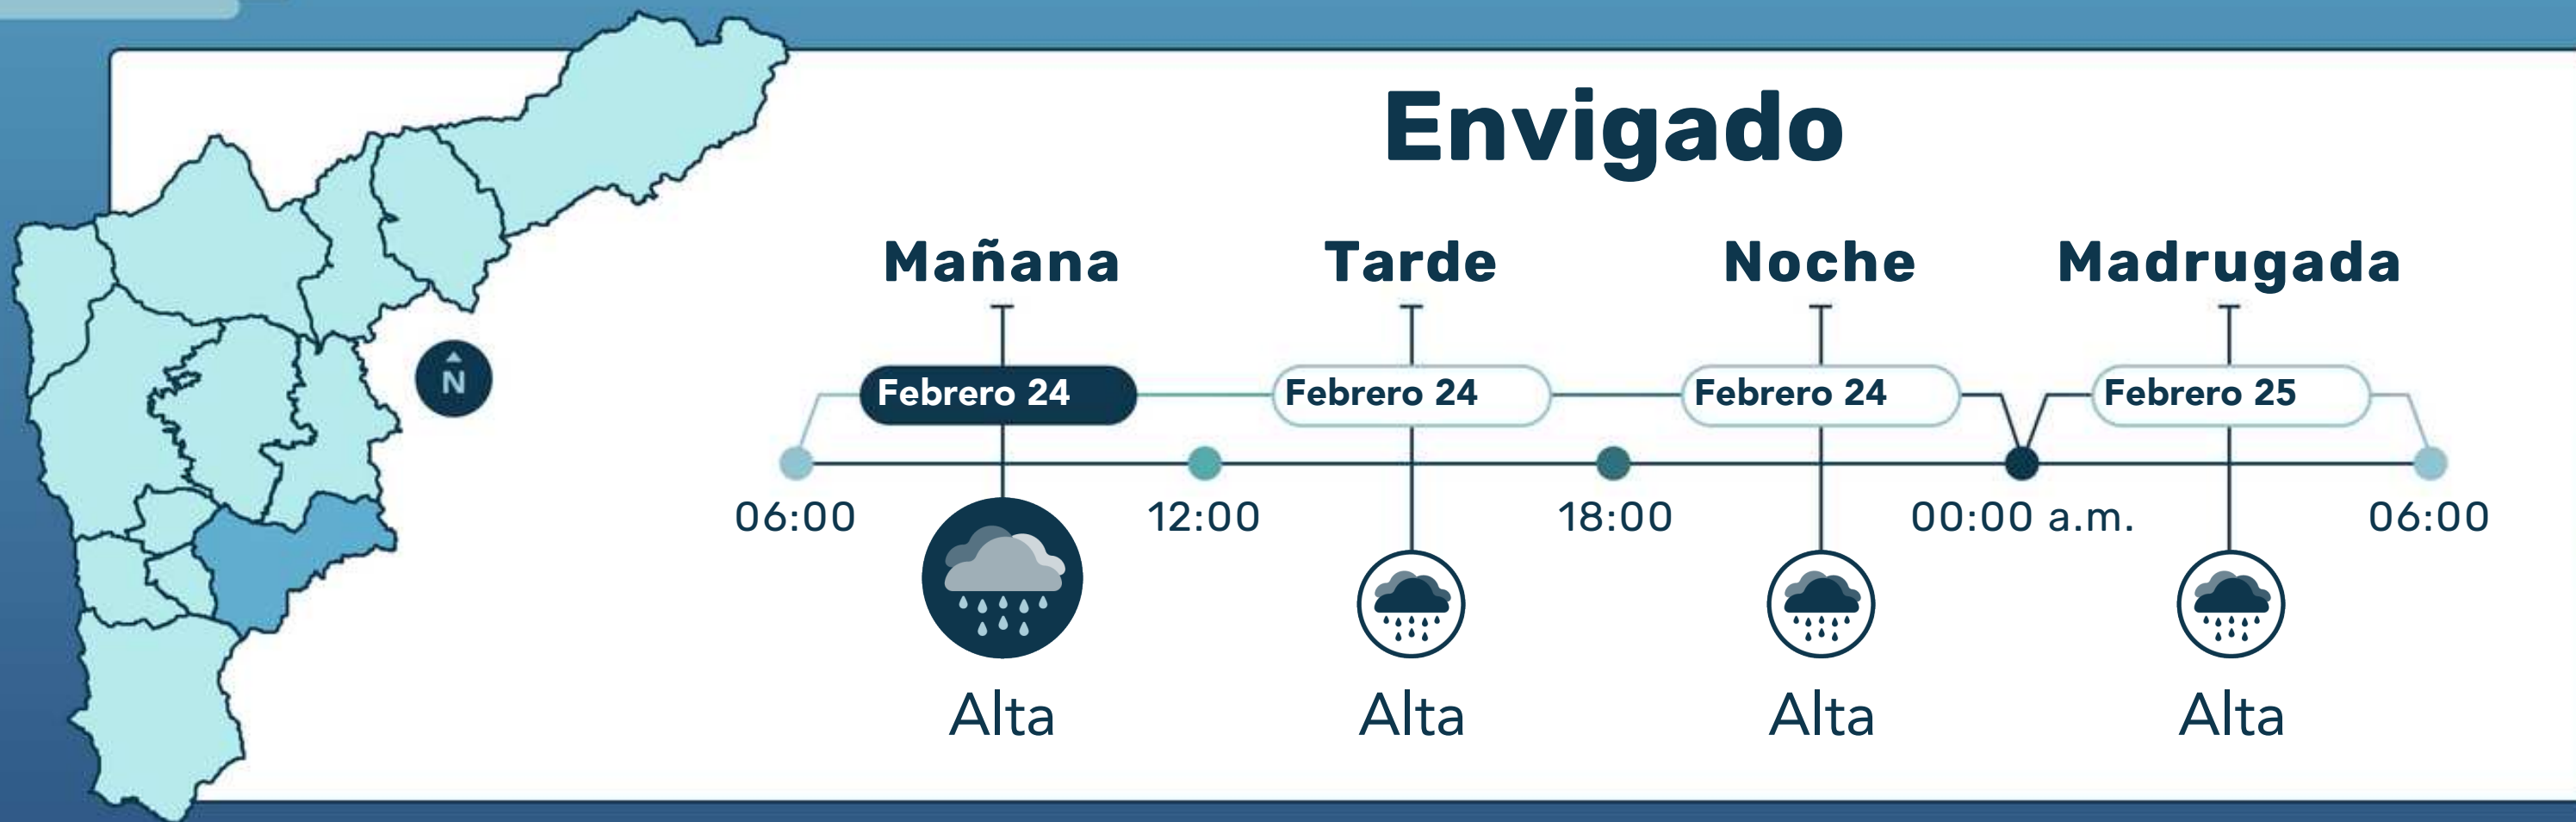 Envigado
Mañana Tarde Noche Madrugada
Febrero 24 Febrero 24 Febrero 24 Febrero 25
N
06:00 12:00 18:00 00:00 a.m. 06:00
Alta Alta Alta Alta